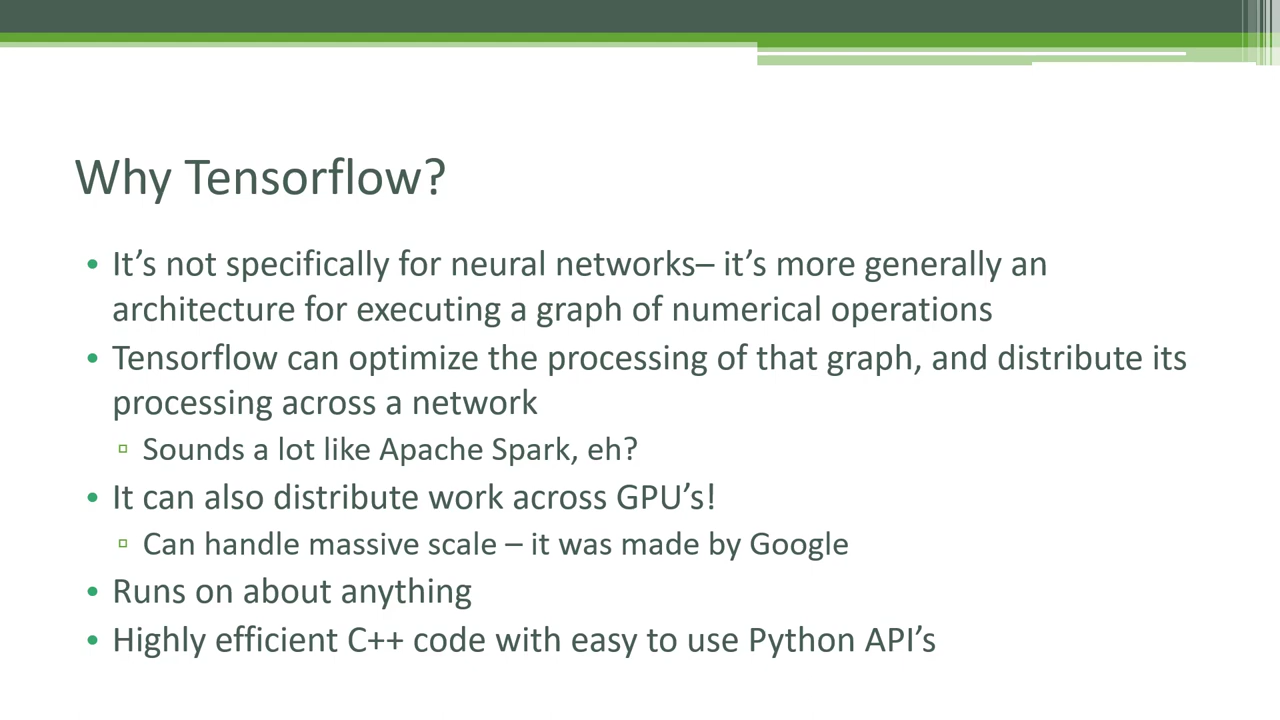 Why Tensorflow?
• It’s not specifically for neural networks– it’s more generally an
architecture for executing a graph of numerical operations
• Tensorflow can optimize the processing of that graph, and distribute its
processing across a network
▫ Sounds a lot like Apache Spark, eh?
• It can also distribute work across GPU’s!
▫ Can handle massive scale – it was made by Google
• Runs on about anything
• Highly efficient C++ code with easy to use Python API’s